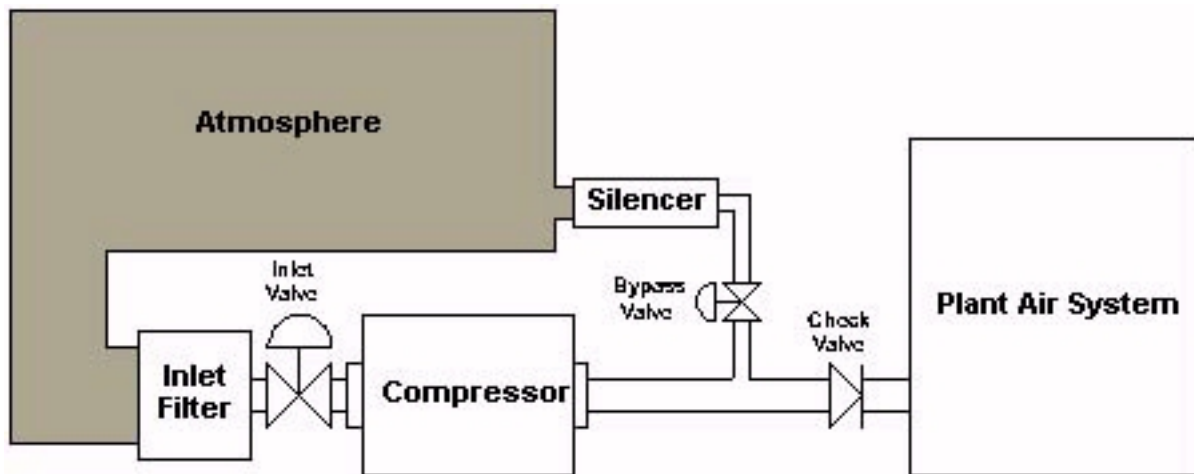 Atmosphere
Silencer
Inlet
Valve
Bypass
Valve
Check
Valve
Plant Air System
Inlet
Filter
Compressor